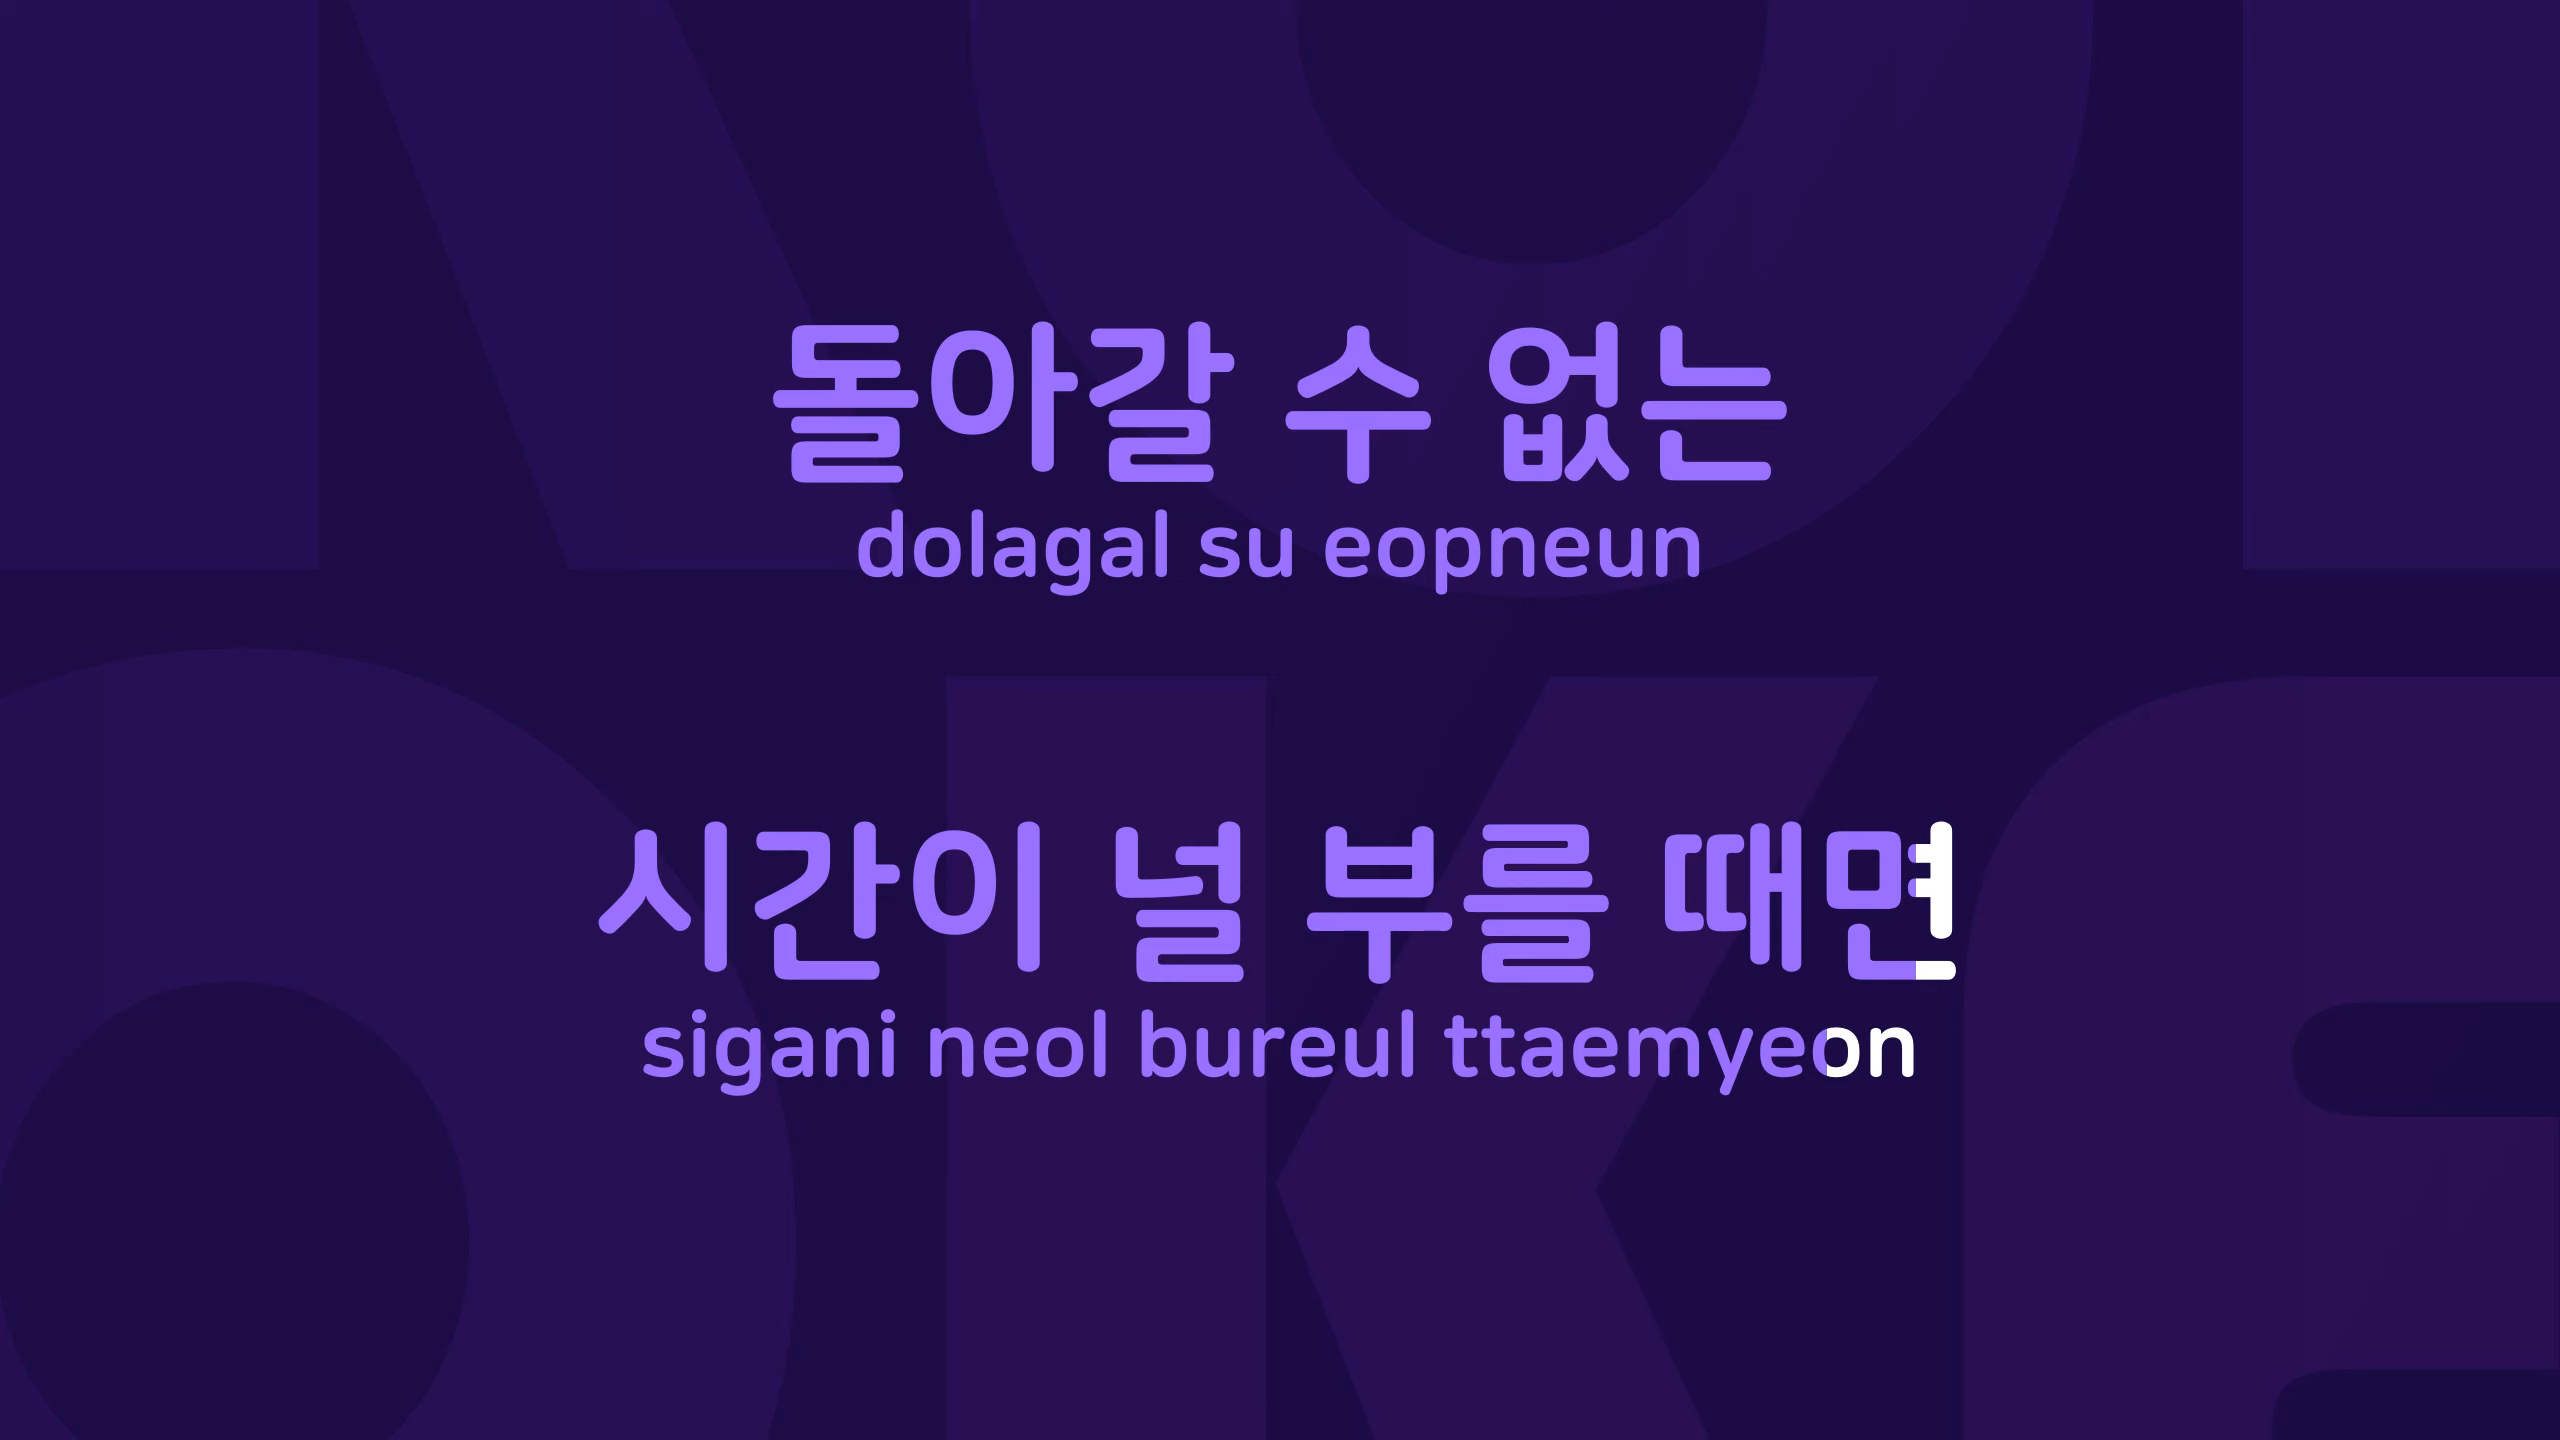 돌아갈 수 없는
dolagal su eopneun
시간이 널 부를 때면
sigani neol bureul ttaemyeon